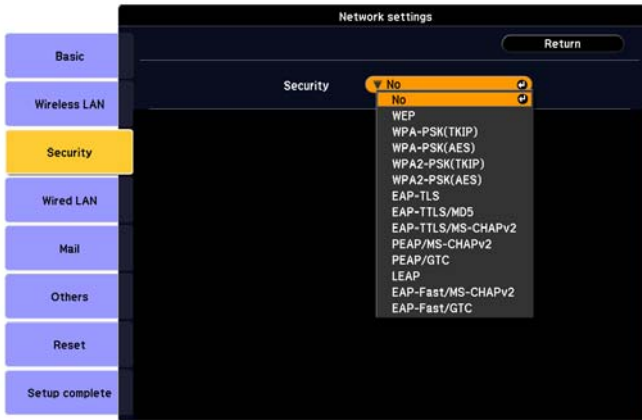 Network settings
Return
Basic
Wireless LAN
Security
Wired LAN
Mail
Others
Reset
Setup complete
Security
No
No
WEP
WPA-PSK(TKIP)
WPA-PSK(AES)
WPA2-PSK(TKIP)
WPA2-PSK(AES)
EAP-TLS
EAP-TTLS/MD5
EAP-TTLS/MS-CHAPv2
PEAP/MS-CHAPv2
PEAP/GTC
LEAP
EAP-Fast/MS-CHAPv2
EAP-Fast/GTC